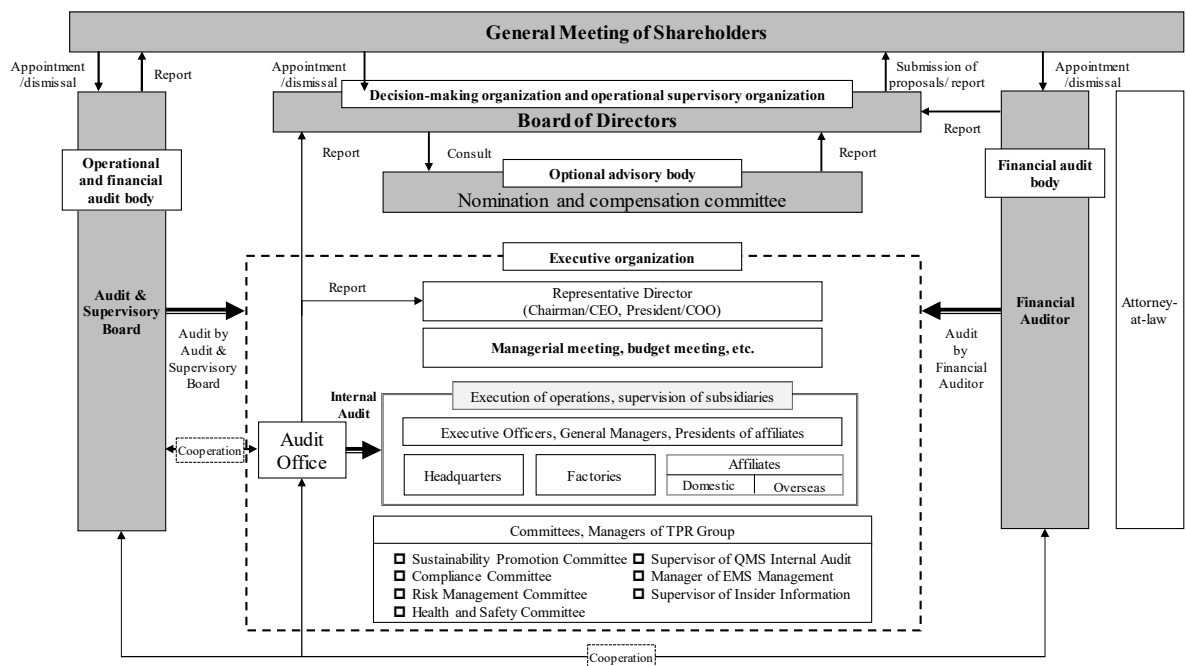 General Meeting of Shareholders
Appointment
/dismissal
Report
Appointment
/dismissal
Submission of
proposals/ report
Appointment
/dismissal
Decision-making organization and operational supervisory organization
Board of Directors
Report
Report
Consult
Report
Operational
and financial
audit body
Optional advisory body
Nomination and compensation committee
Financial audit
body
Executive organization
Audit &
Supervisory
Board
Report
Representative Director
(Chairman/CEO, President/COO)
Financial
Auditor
Attorney-
at-law
Audit by
Audit &
Supervisory
Board
Managerial meeting, budget meeting, etc.
Audit
by
Financial
Auditor
Internal
Audit
Execution of operations, supervision of subsidiaries
Cooperation
Audit
Office
Executive Officers, General Managers, Presidents of affiliates
Headquarters
Factories
Affiliates
Domestic
Overseas
Committees, Managers of TPR Group
Sustainability Promotion Committee
Compliance Committee
Risk Management Committee
Health and Safety Committee
Supervisor of QMS Internal Audit
Manager of EMS Management
Supervisor of Insider Information
Cooperation